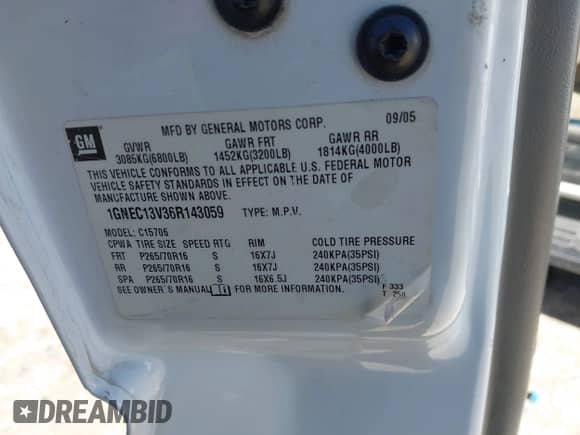 GM
MFD BY GENERAL MOTORS CORP. 09/05
GVWR GAWR FRT GAWR RR
3085KG(6800LB) 1452KG(3200LB) 1814KG(4000LB)
THIS VEHICLE CONFORMS TO ALL APPLICABLE U.S. FEDERAL MOTOR
VEHICLE SAFETY STANDARDS IN EFFECT ON THE DATE OF
MANUFACTURE SHOWN ABOVE.
1GNEC13V36R143059 TYPE: M.P.V.
MODEL: C15706
CPWA TIRE SIZE SPEED RTG RIM COLD TIRE PRESSURE
FRT P265/70R16 S 16X7J 240KPA(35PSI)
RR P265/70R16 S 16X7J 240KPA(35PSI)
SPA P265/70R16 S 16X6.5J 240KPA(35PSI)
SEE OWNER'S MANUAL FOR MORE INFORMATION.
F 333
T 250
DREAMBID